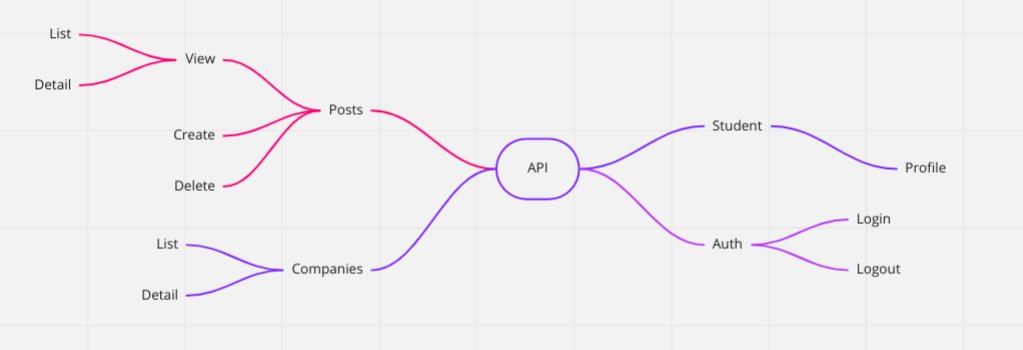 List
View
Detail
Posts
Create
Delete
List
Companies
Detail
API
Student
Profile
Auth
Login
Logout